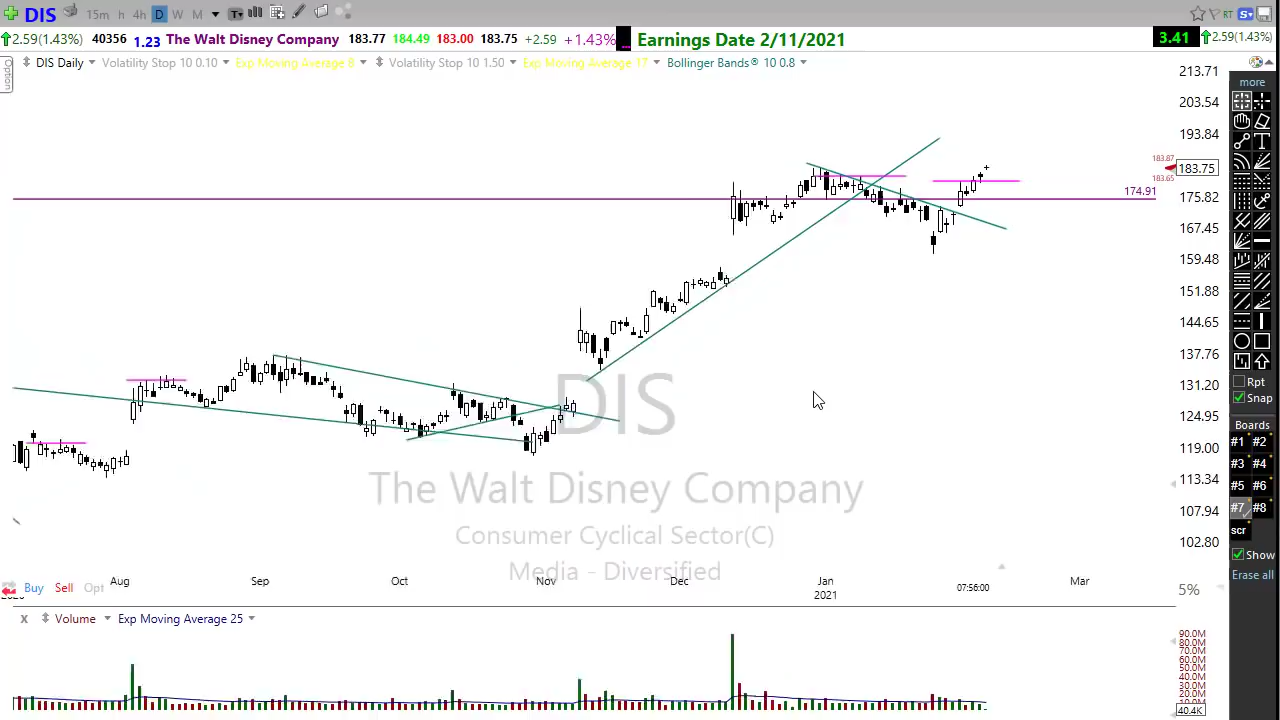 DIS 15m h 4h D W M T RT S
2.59(1.43%) 40356 1.23 The Walt Disney Company 183.77 184.49 183.00 183.75 +2.59 +1.43% Earnings Date 2/11/2021 3.41 2.59(1.43%)
Option
DIS Daily Volatility Stop 10 0.10 Exp Moving Average 8 Volatility Stop 10 1.50 Exp Moving Average 17 Bollinger Bands® 10 0.8
213.71
more
203.54
193.84
183.87
183.75
183.65
174.91
175.82
167.45
159.48
151.88
144.65
137.76
131.20
Rpt
Snap
DIS
124.95
Boards
#1 #2
119.00
#3 #4
113.34
#5 #6
The Walt Disney Company
107.94
#7 #8
Consumer Cyclical Sector(C)
102.80
scr
Show
Media - Diversified
Erase all
Aug Sep Oct Nov Dec Jan Mar
Buy Sell Opt
2021
07:56:00
5%
x Volume Exp Moving Average 25
90.0M
80.0M
70.0M
60.0M
50.0M
40.0M
30.0M
20.0M
10.0M
40.4K